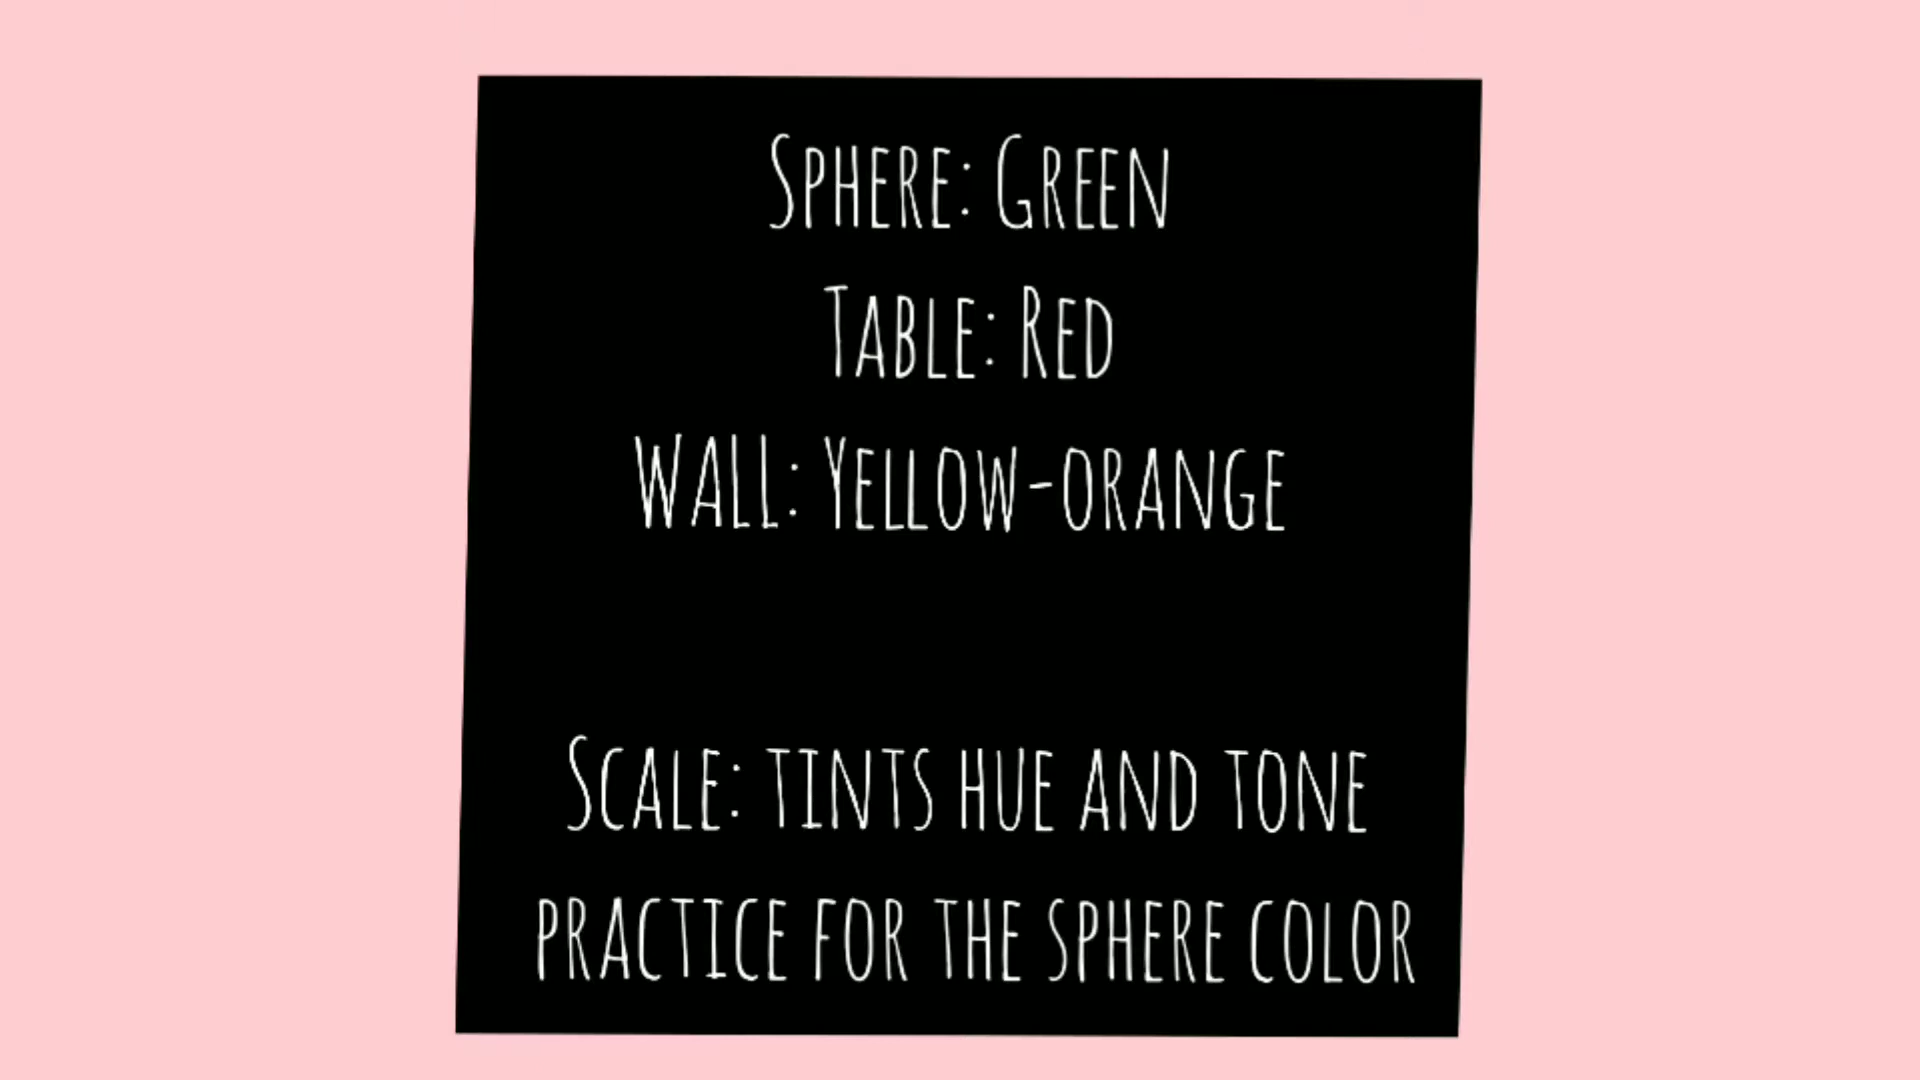 Sphere: Green
Table: Red
WALL: Yellow-orange
Scale: tints hue and tone
practice for the sphere color